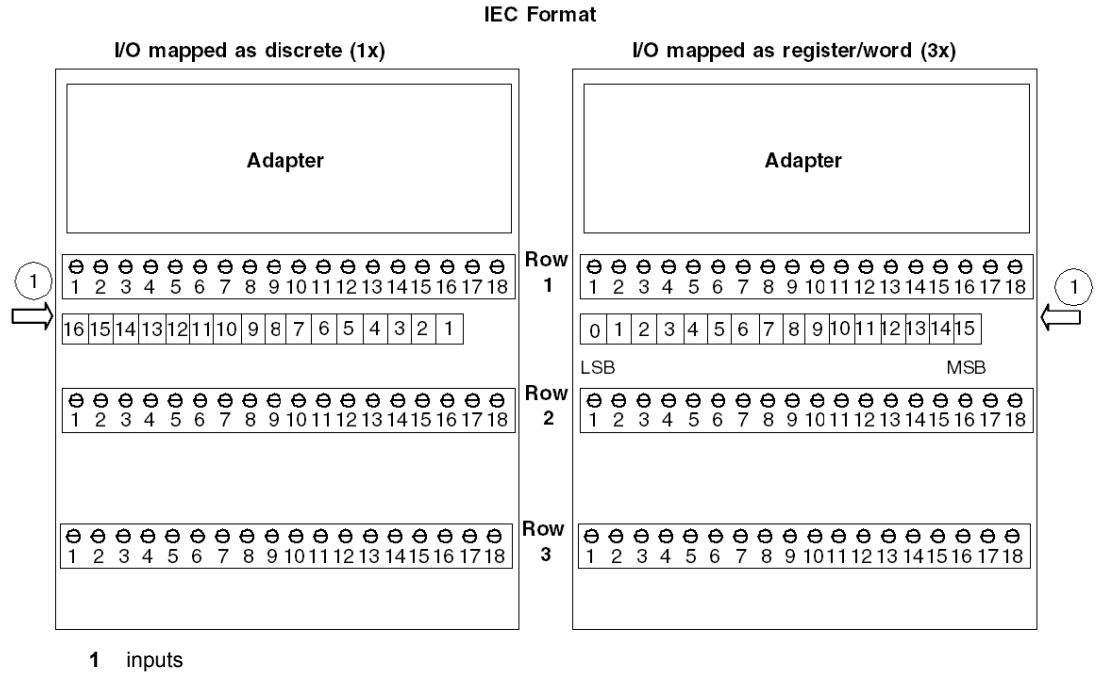 IEC Format
I/O mapped as discrete (1x)
I/O mapped as register/word (3x)
Adapter
Adapter
Row
1
1 2 3 4 5 6 7 8 9 10 11 12 13 14 15 16 17 18
1 2 3 4 5 6 7 8 9 10 11 12 13 14 15 16 17 18
1
1
16 15 14 13 12 11 10 9 8 7 6 5 4 3 2 1
0 1 2 3 4 5 6 7 8 9 10 11 12 13 14 15
LSB MSB
Row
2
1 2 3 4 5 6 7 8 9 10 11 12 13 14 15 16 17 18
1 2 3 4 5 6 7 8 9 10 11 12 13 14 15 16 17 18
Row
3
1 2 3 4 5 6 7 8 9 10 11 12 13 14 15 16 17 18
1 2 3 4 5 6 7 8 9 10 11 12 13 14 15 16 17 18
1 inputs